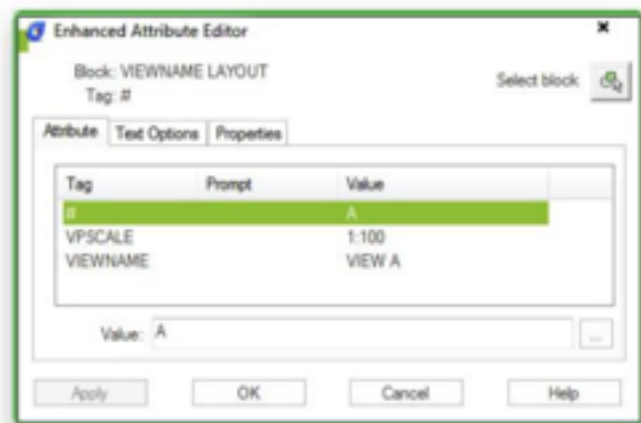 Enhanced Attribute Editor
Block: VIEWNAME LAYOUT
Tag: #
Select block
Attribute Text Options Properties
Tag Prompt Value
# A
VPSCALE 1:100
VIEWNAME VIEW A
Value: A ...
Apply OK Cancel Help